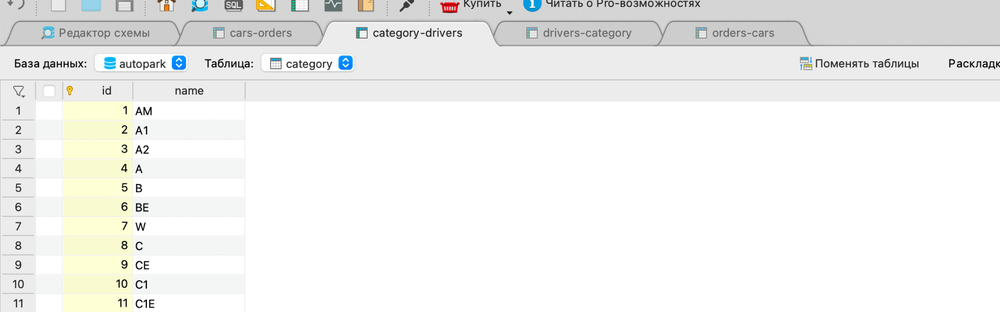 SQL Купить 1 Читать о Pro-возможностях
Редактор схемы cars-orders category-drivers drivers-category orders-cars
База данных: autopark Таблица: category Поменять таблицы
id name
1 1 AM
2 2 A1
3 3 A2
4 4 A
5 5 B
6 6 BE
7 7 W
8 8 C
9 9 CE
10 10 C1
11 11 C1E